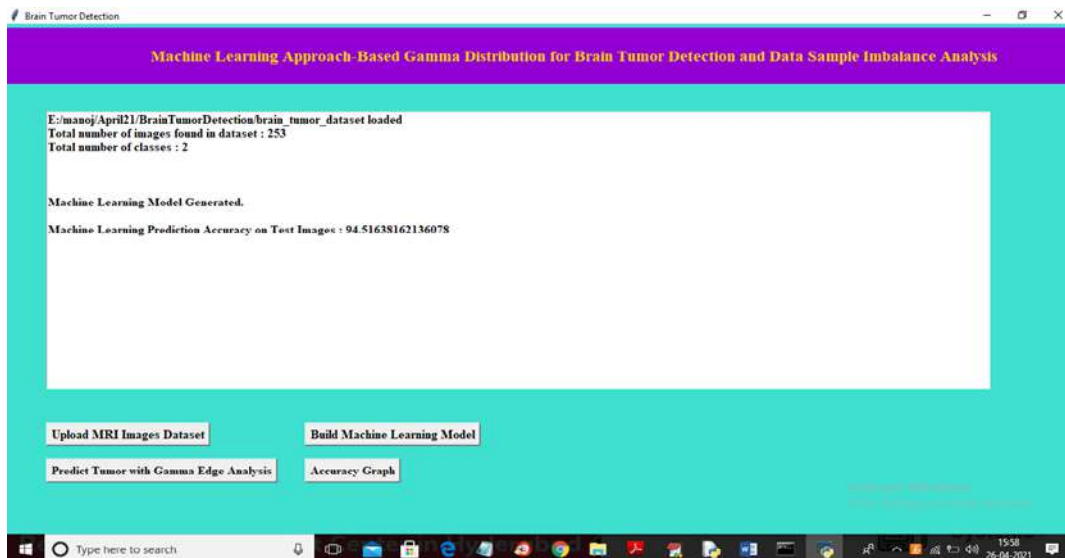 Brain Tumor Detection
Machine Learning Approach-Based Gamma Distribution for Brain Tumor Detection and Data Sample Imbalance Analysis
E:/manoj/April21/BrainTumorDetection/brain_tumor_dataset loaded
Total number of images found in dataset : 253
Total number of classes : 2
Machine Learning Model Generated.
Machine Learning Prediction Accuracy on Test Images : 94.51638162136078
Upload MRI Images Dataset
Build Machine Learning Model
Predict Tumor with Gamma Edge Analysis
Accuracy Graph
Type here to search
15:58
26-04-2021